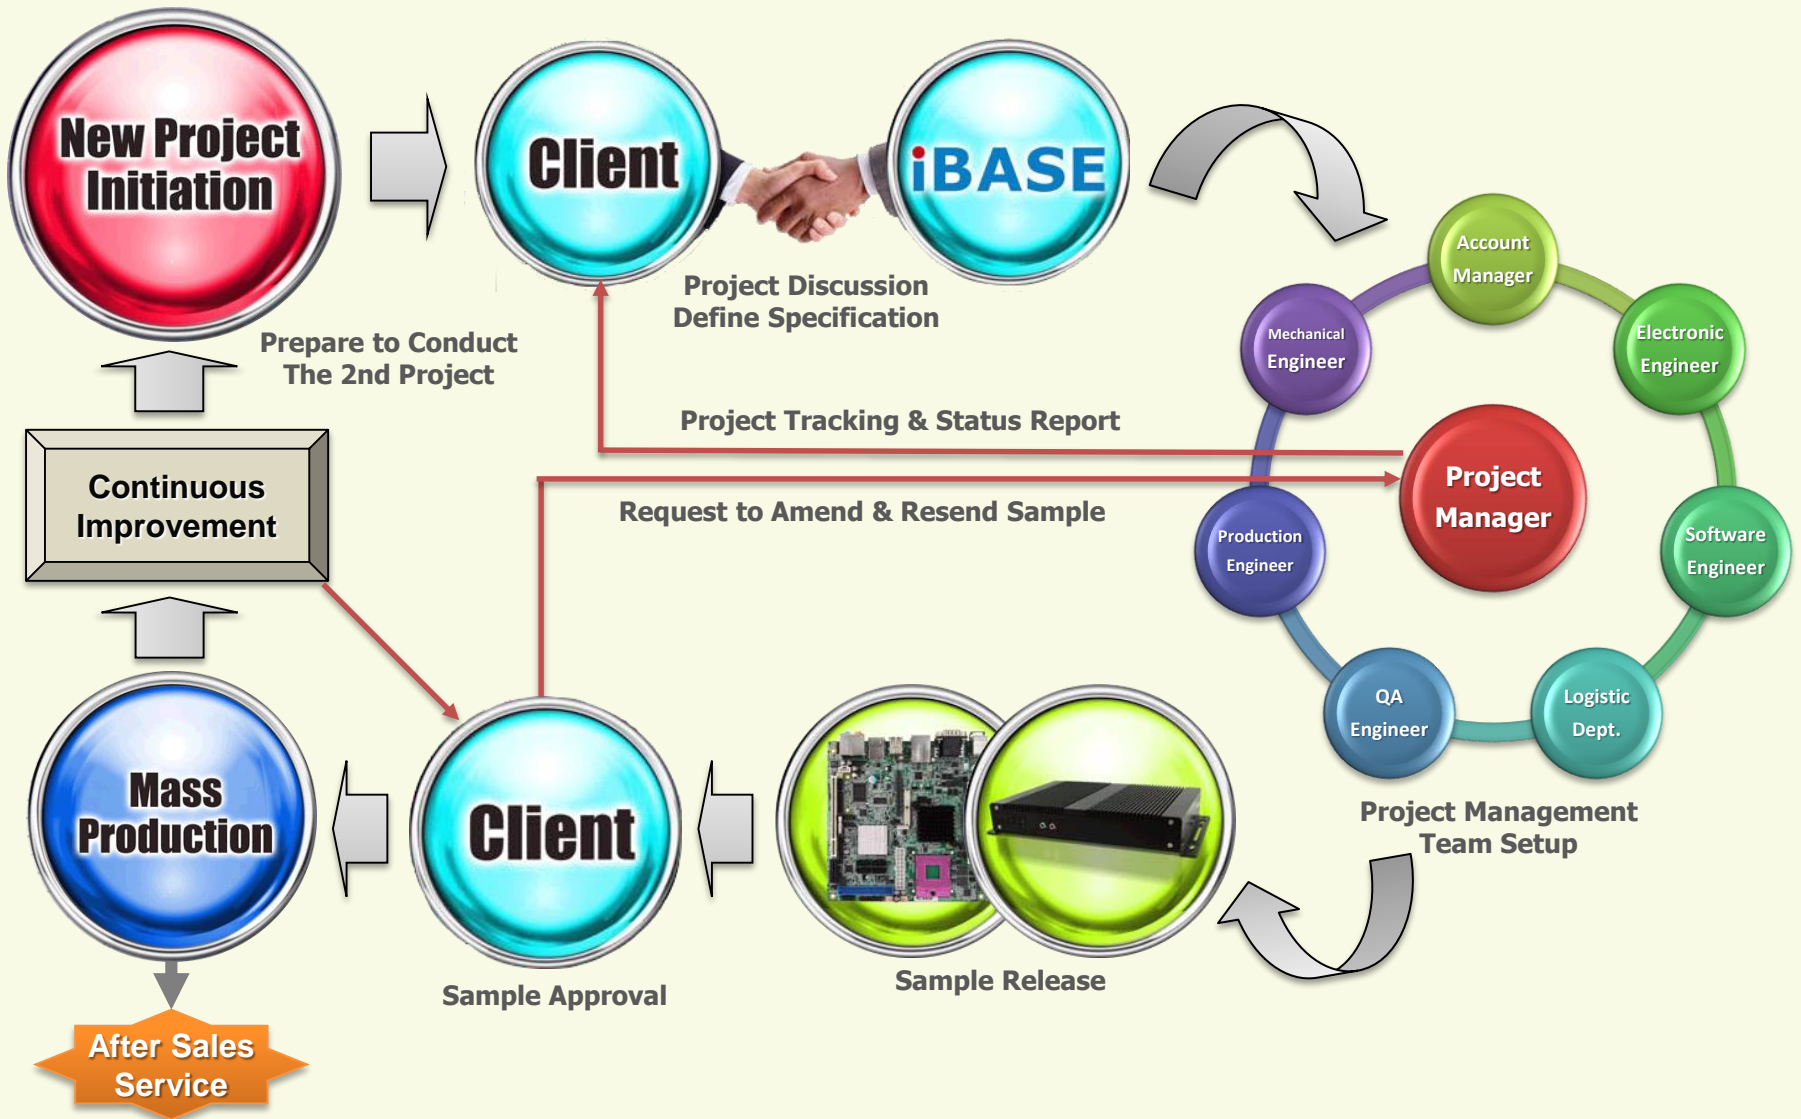 New Project
Initiation
Client
iBASE
Project Discussion
Define Specification
Prepare to Conduct
The 2nd Project
Account
Manager
Mechanical
Engineer
Electronic
Engineer
Project Tracking & Status Report
Project
Manager
Continuous
Improvement
Request to Amend & Resend Sample
Production
Engineer
Software
Engineer
QA
Engineer
Logistic
Dept.
Mass
Production
Client
Project Management
Team Setup
Sample Release
Sample Approval
After Sales
Service